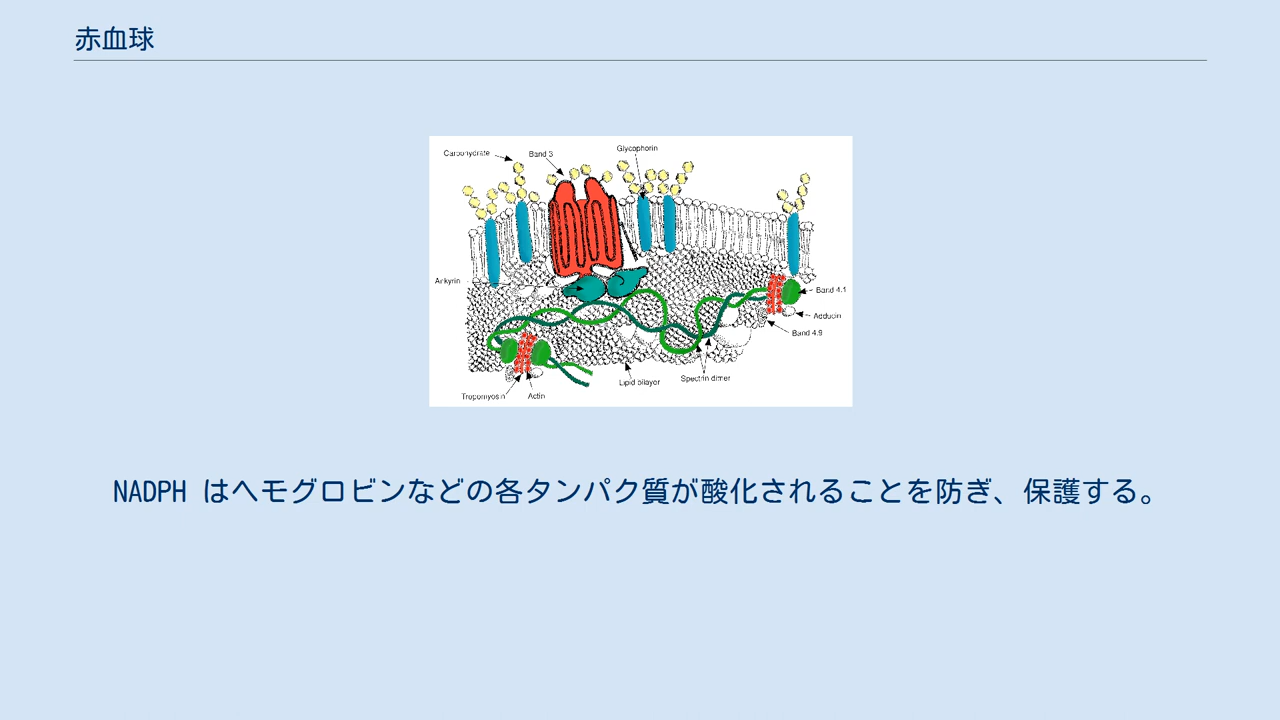 赤血球
Carbohydrate
Band 3
Glycophorin
Ankyrin
Band 4.1
Adducin
Band 4.9
Lipid bilayer
Spectrin dimer
Tropomyosin
Actin
NADPH はヘモグロビンなどの各タンパク質が酸化されることを防ぎ、保護する。